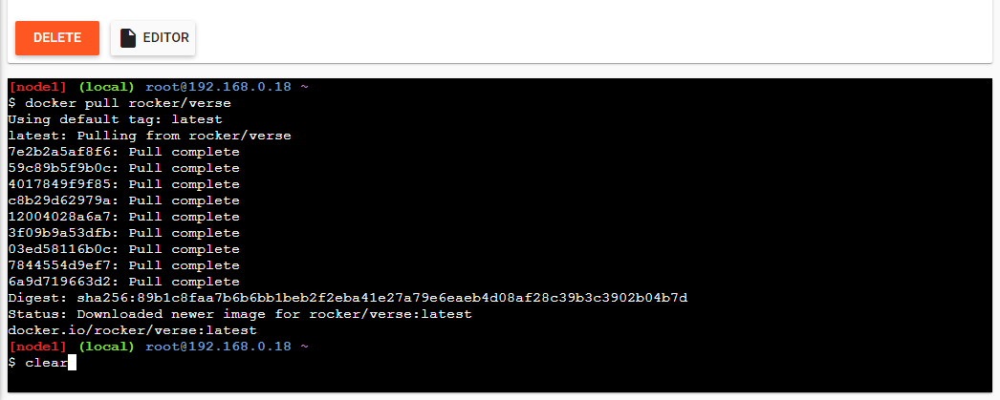 DELETE
EDITOR
[node1] (local) root@192.168.0.18 ~
$ docker pull rocker/verse
Using default tag: latest
latest: Pulling from rocker/verse
7e2b2a5af8f6: Pull complete
59c89b5f9b0c: Pull complete
4017849f9f85: Pull complete
c8b29d62979a: Pull complete
12004028a6a7: Pull complete
3f09b9a53dfb: Pull complete
03ed58116b0c: Pull complete
7844554d9ef7: Pull complete
6a9d719663d2: Pull complete
Digest: sha256:89b1c8faa7b6b6bb1beb2f2eba41e27a79e6eaeb4d08af28c39b3c3902b04b7d
Status: Downloaded newer image for rocker/verse:latest
docker.io/rocker/verse:latest
[node1] (local) root@192.168.0.18 ~
$ clear